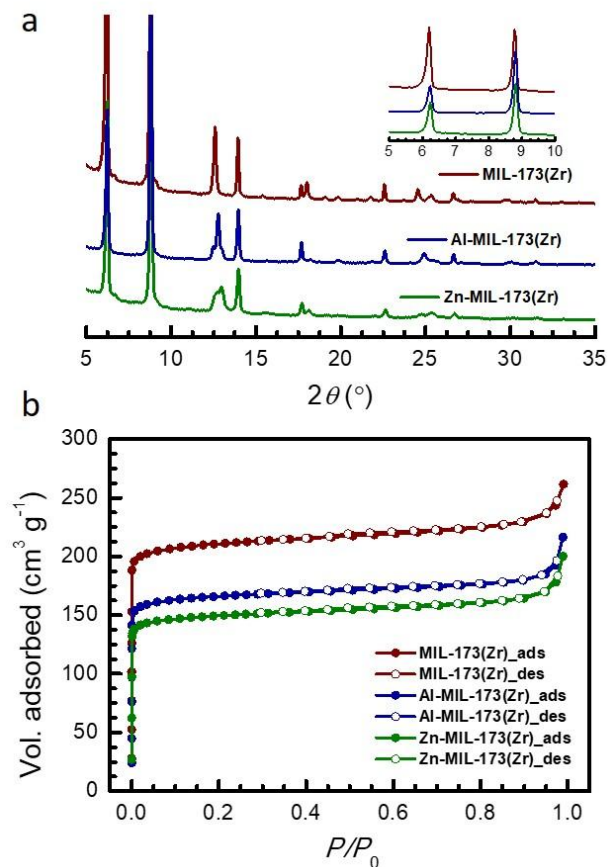 a
5 6 7 8 9 10
MIL-173(Zr)
Al-MIL-173(Zr)
Zn-MIL-173(Zr)
5 10 15 20 25 30 35
2θ (°)
b
Vol. adsorbed (cm³ g⁻¹)
300
250
200
150
100
50
0
MIL-173(Zr)_ads
MIL-173(Zr)_des
Al-MIL-173(Zr)_ads
Al-MIL-173(Zr)_des
Zn-MIL-173(Zr)_ads
Zn-MIL-173(Zr)_des
0.0 0.2 0.4 0.6 0.8 1.0
P/P₀